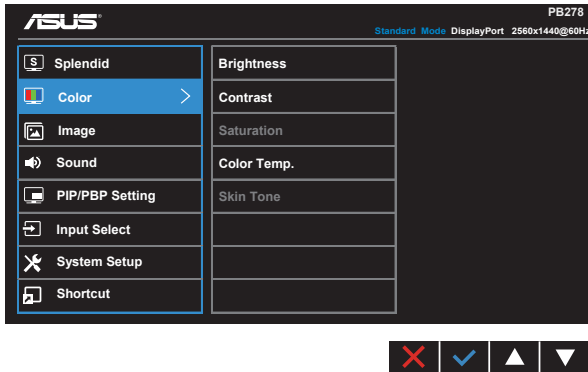 ASUS
PB278
Standard Mode DisplayPort 2560x1440@60Hz
S Splendid
Color
Image
Sound
PIP/PBP Setting
Input Select
System Setup
Shortcut
Brightness
Contrast
Saturation
Color Temp.
Skin Tone